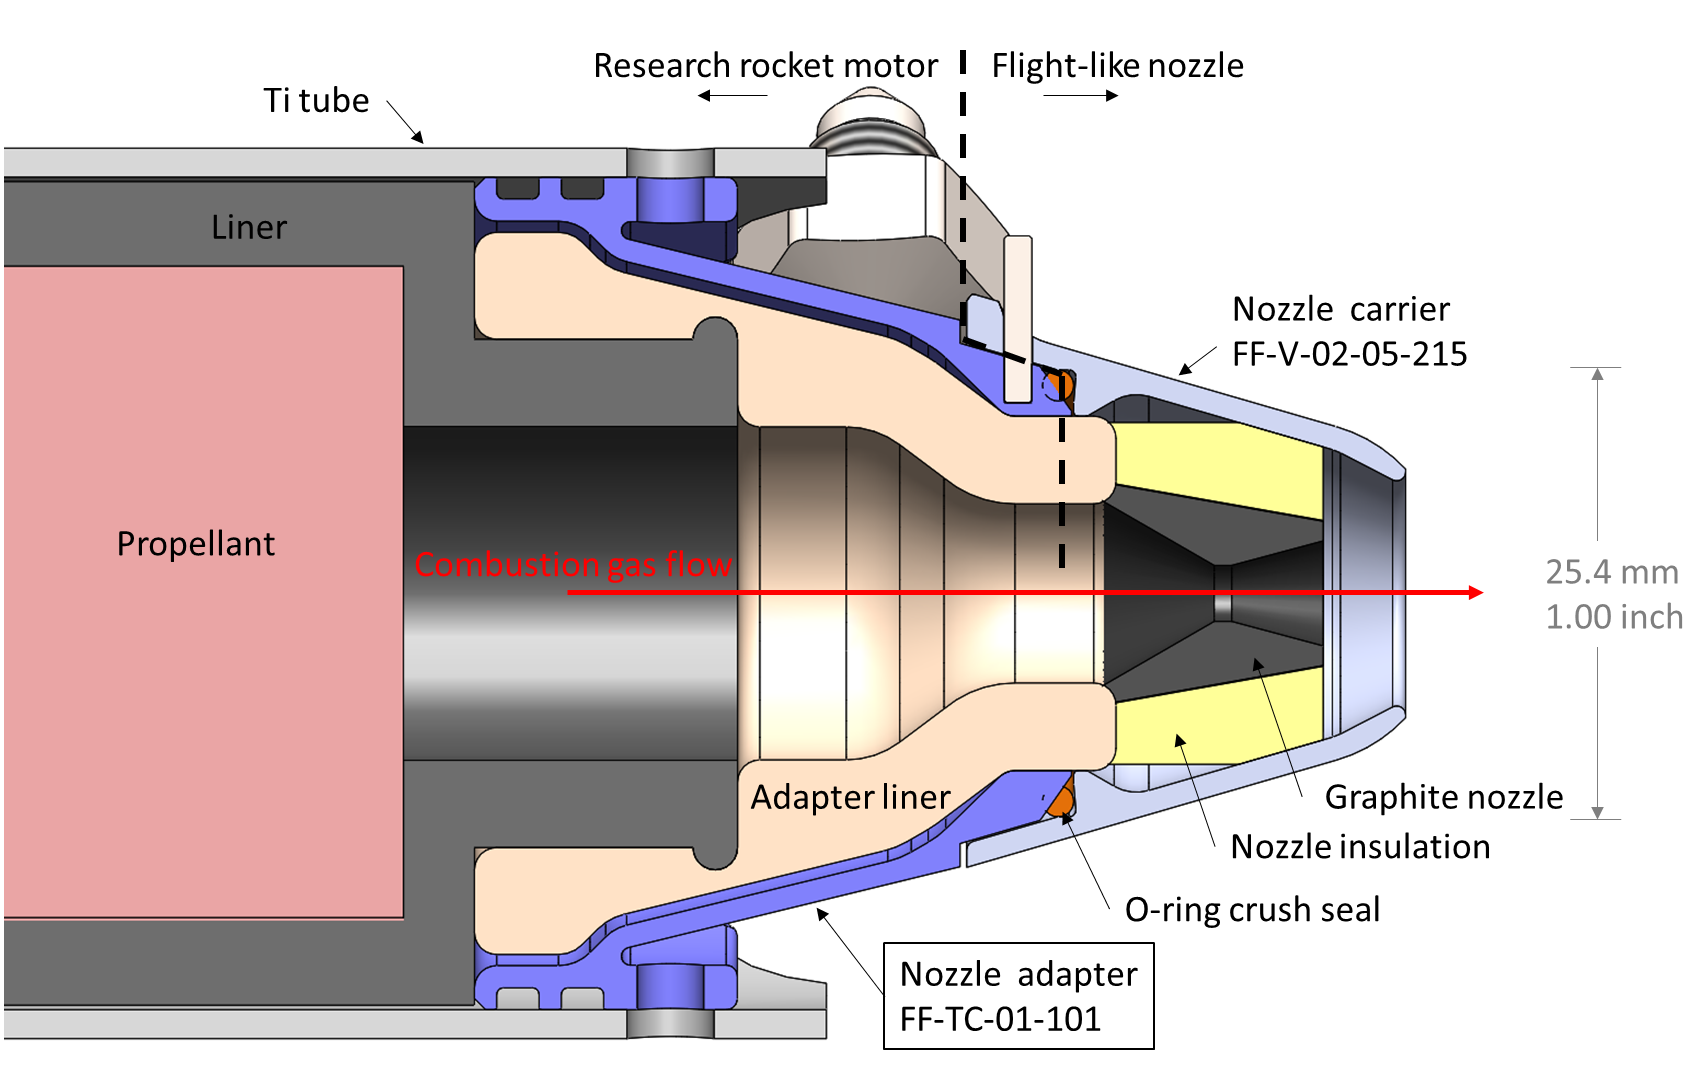 Research rocket motor
Flight-like nozzle
Ti tube
Liner
Nozzle carrier
FF-V-02-05-215
Propellant
Combustion gas flow
25.4 mm
1.00 inch
Adapter liner
Graphite nozzle
Nozzle insulation
O-ring crush seal
Nozzle adapter
FF-TC-01-101